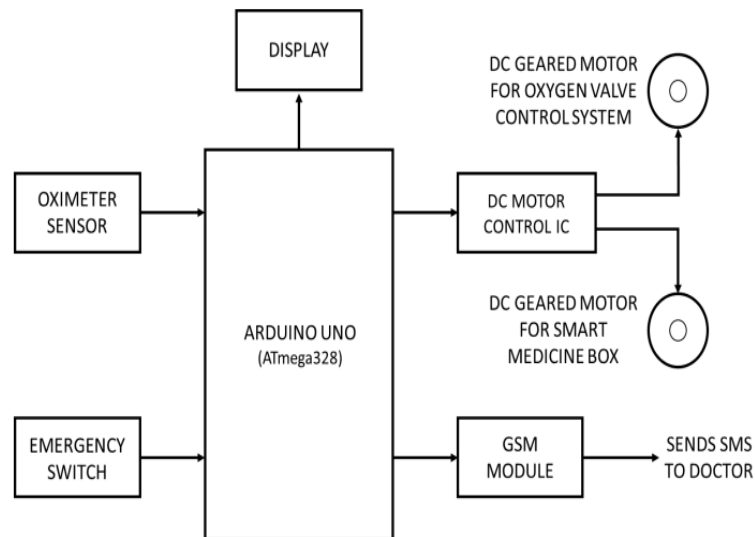 DISPLAY
DC GEARED MOTOR
FOR OXYGEN VALVE
CONTROL SYSTEM
OXIMETER
SENSOR
DC MOTOR
CONTROL IC
ARDUINO UNO
(ATmega328)
DC GEARED MOTOR
FOR SMART
MEDICINE BOX
EMERGENCY
SWITCH
GSM
MODULE
SENDS SMS
TO DOCTOR